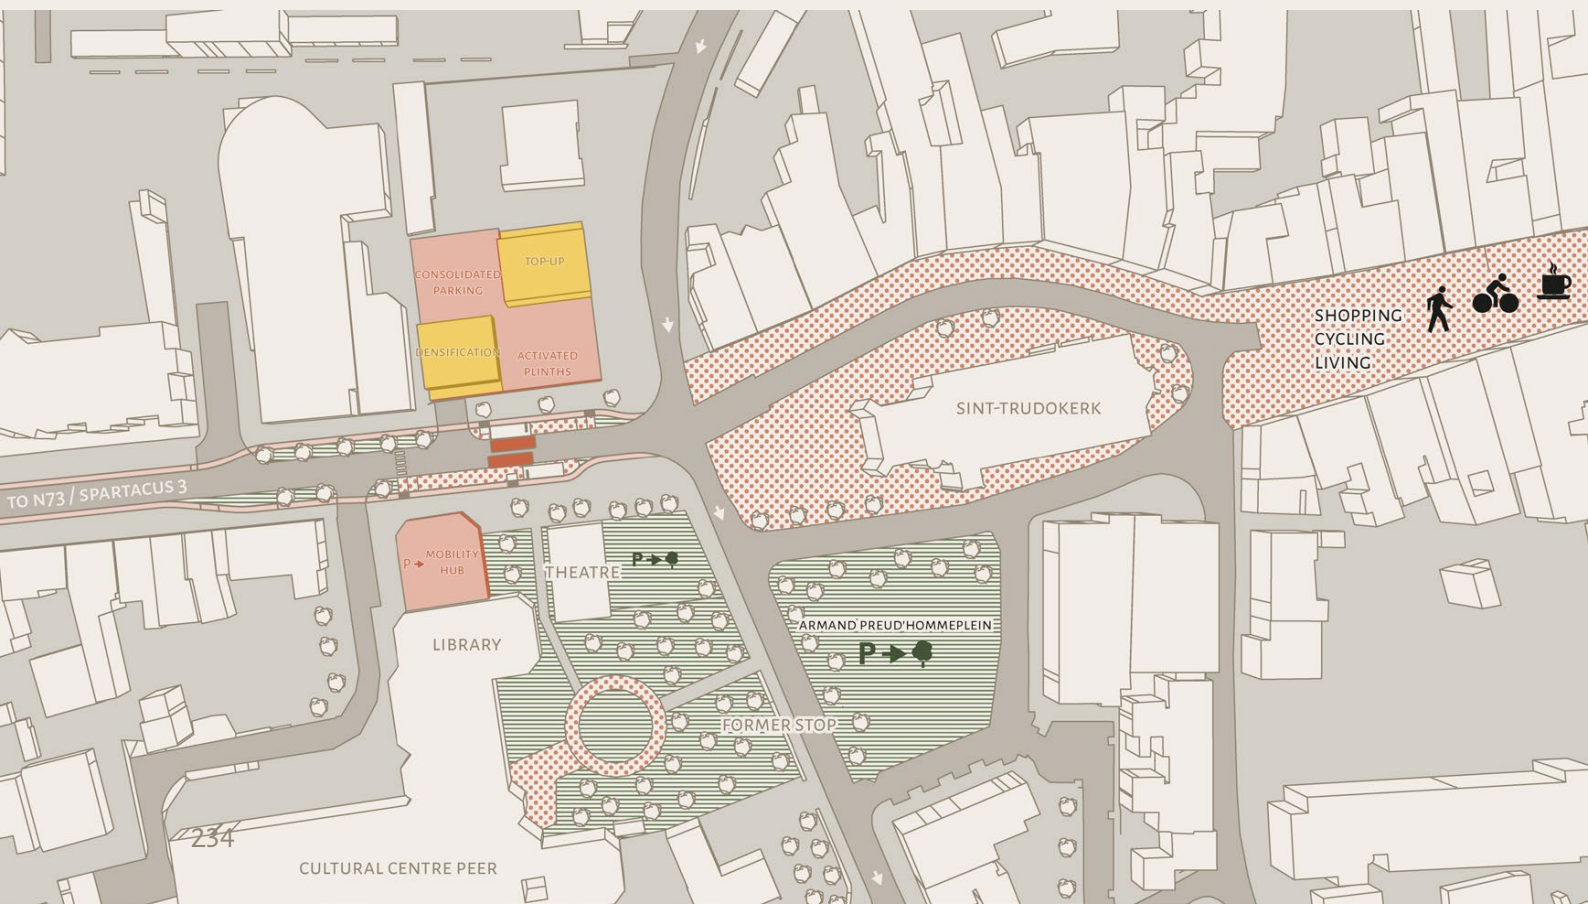 CONSOLIDATED
PARKING
TOP-UP
DENSIFICATION
ACTIVATED
PLINTHS
SHOPPING
CYCLING
LIVING
SINT-TRUDOKERK
TO N73 / SPARTACUS 3
P
MOBILITY
HUB
THEATRE
P
LIBRARY
ARMAND PREUD'HOMMEPLEIN
P
FORMER STOP
234
CULTURAL CENTRE PEER